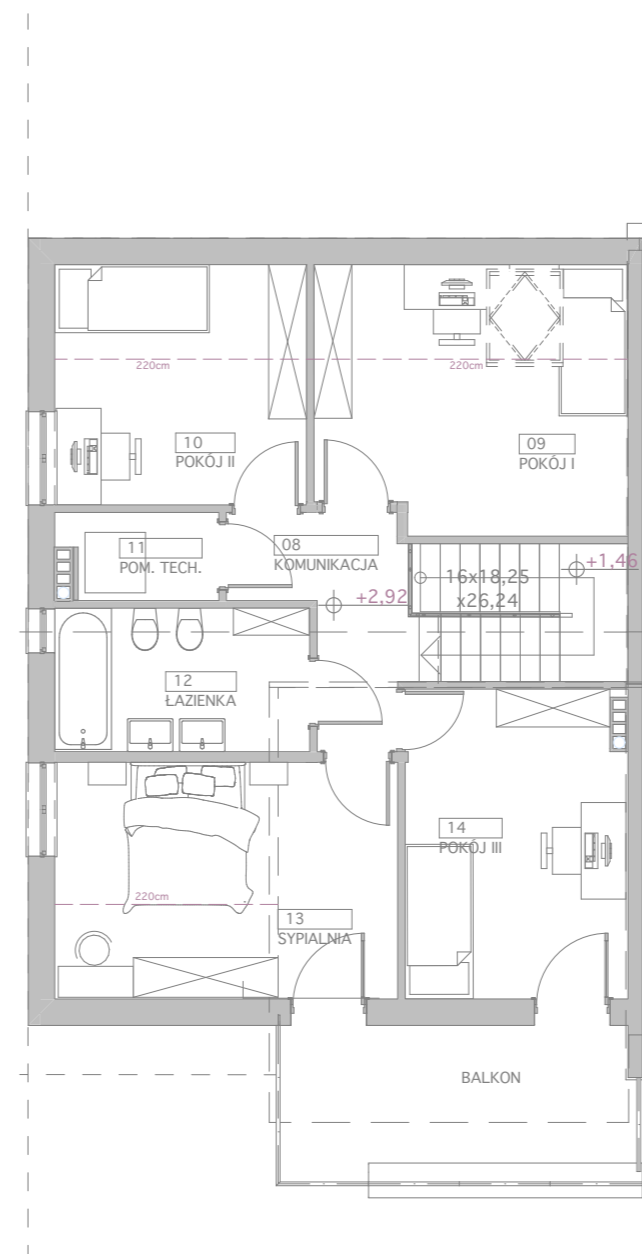 220cm
220cm
10
POKÓJ II
09
POKÓJ I
11
POM. TECH.
08
KOMUNIKACJA
+1,46
16x18,25
x26,24
+2,92
12
ŁAZIENKA
14
POKÓJ III
220cm
13
SYPIALNIA
BALKON